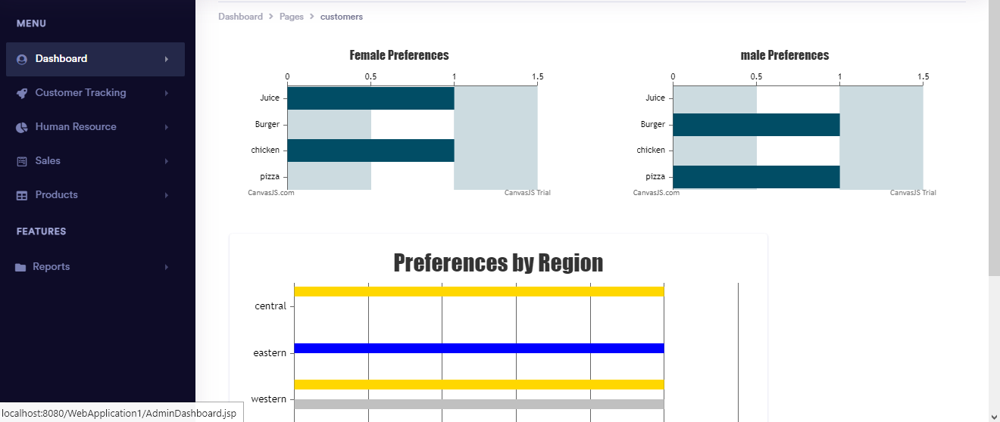 MENU
Dashboard
Customer Tracking
Human Resource
Sales
Products
FEATURES
Reports
Dashboard > Pages > customers
Female Preferences
0 0.5 1 1.5
Juice
Burger
chicken
pizza
CanvasJS.com CanvasJS Trial
male Preferences
0 0.5 1 1.5
Juice
Burger
chicken
pizza
CanvasJS.com CanvasJS Trial
Preferences by Region
central
eastern
western
localhost:8080/WebApplication1/AdminDashboard.jsp